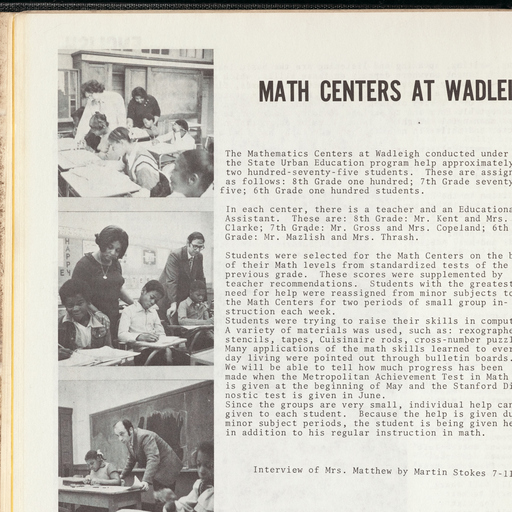 MATH CENTERS AT WADLEI
The Mathematics Centers at Wadleigh conducted under
the State Urban Education program help approximately
two hundred-seventy-five students. These are assign
as follows: 8th Grade one hundred; 7th Grade seventy
five; 6th Grade one hundred students.
In each center, there is a teacher and an Educationa
Assistant. These are: 8th Grade: Mr. Kent and Mrs.
Clarke; 7th Grade: Mr. Gross and Mrs. Copeland; 6th
Grade: Mr. Mazlish and Mrs. Thrash.
Students were selected for the Math Centers on the b
of their Math levels from standardized tests of the
previous grade. These scores were supplemented by
teacher recommendations. Students with the greatest
need for help were reassigned from minor subjects to
the Math Centers for two periods of small group in-
struction each week.
Students were trying to raise their skills in comput
A variety of materials was used, such as: rexographe
stencils, tapes, Cuisinaire rods, cross-number puzzl
Many applications of the math skills learned to ever
day living were pointed out through bulletin boards.
We will be able to tell how much progress has been
made when the Metropolitan Achievement Test in Math
is given at the beginning of May and the Stanford Di
nostic test is given in June.
Since the groups are very small, individual help can
given to each student. Because the help is given du
minor subject periods, the student is being given he
in addition to his regular instruction in math.
Interview of Mrs. Matthew by Martin Stokes 7-11
HAPPY